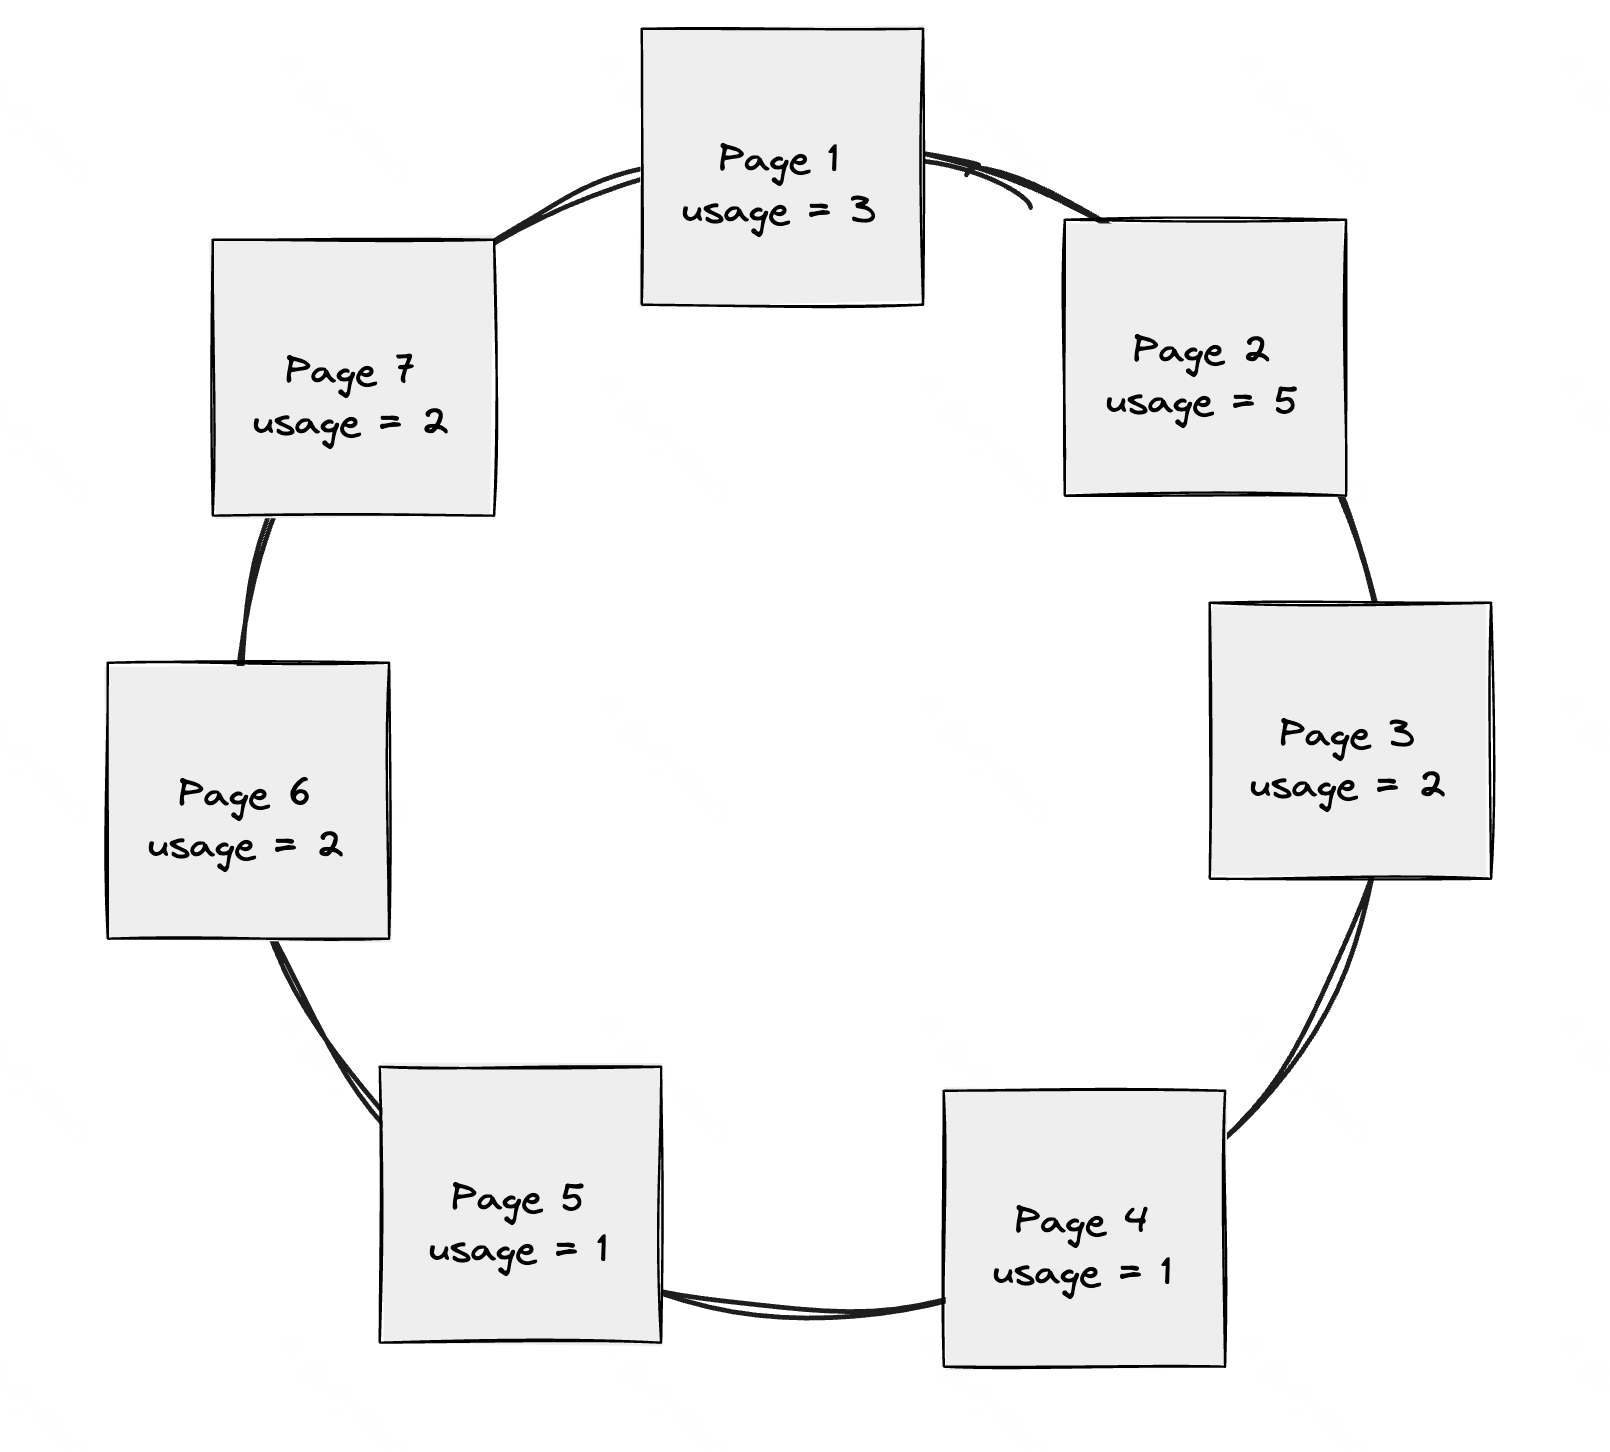 Page 1
usage = 3
Page 2
usage = 5
Page 3
usage = 2
Page 4
usage = 1
Page 5
usage = 1
Page 6
usage = 2
Page 7
usage = 2